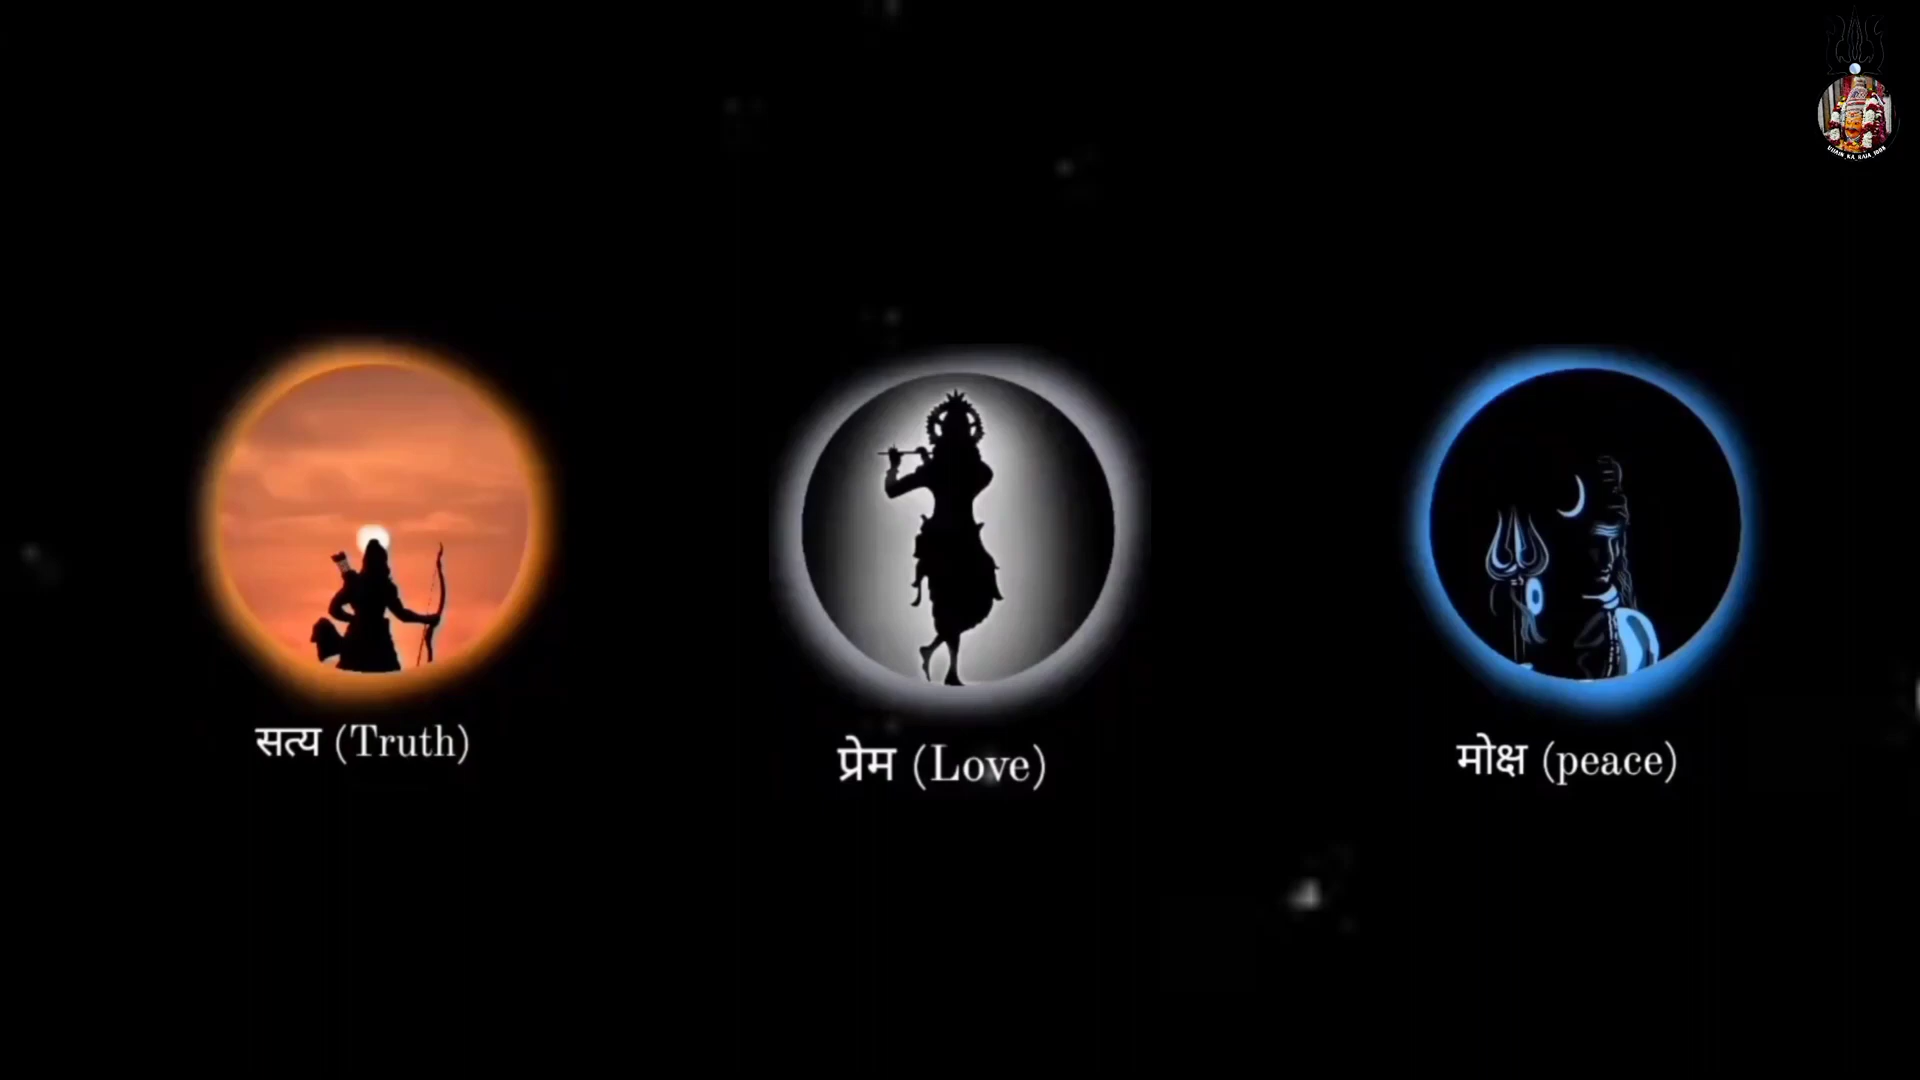 सत्य (Truth)
प्रेम (Love)
मोक्ष (peace)